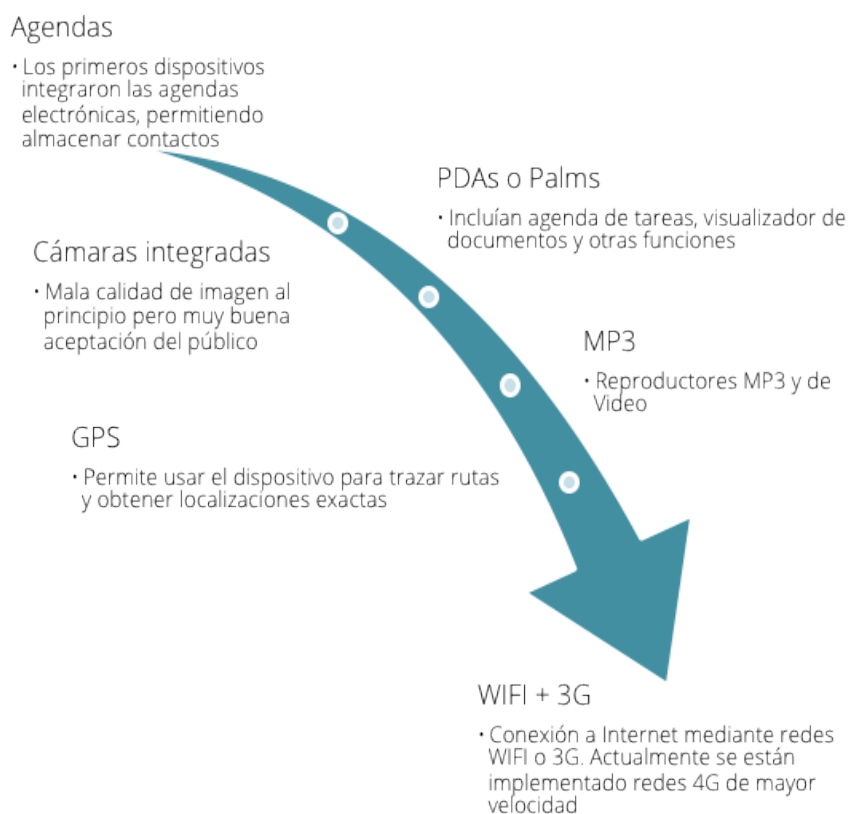 Agendas
• Los primeros dispositivos
integraron las agendas
electrónicas, permitiendo
almacenar contactos
PDAs o Palms
• Incluían agenda de tareas, visualizador de
documentos y otras funciones
Cámaras integradas
• Mala calidad de imagen al
principio pero muy buena
aceptación del público
MP3
• Reproductores MP3 y de
Video
GPS
• Permite usar el dispositivo para trazar rutas
y obtener localizaciones exactas
WIFI + 3G
• Conexión a Internet mediante redes
WIFI o 3G. Actualmente se están
implementado redes 4G de mayor
velocidad